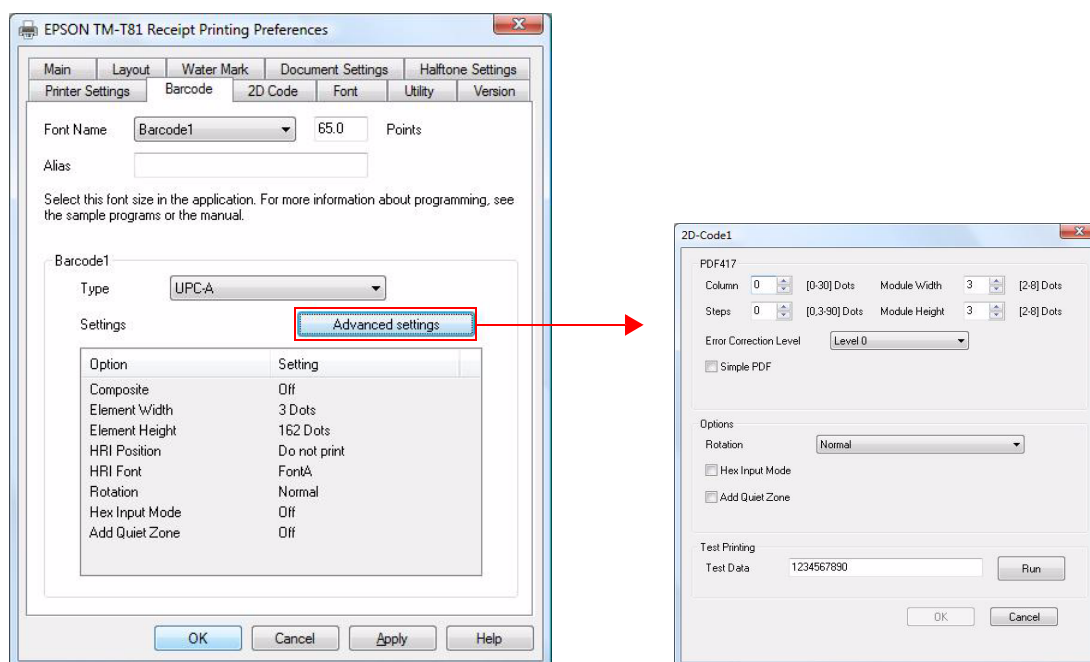 EPSON TM-T81 Receipt Printing Preferences
Main Layout Water Mark Document Settings Halftone Settings
Printer Settings Barcode 2D Code Font Utility Version
Font Name Barcode1 65.0 Points
Alias
Select this font size in the application. For more information about programming, see
the sample programs or the manual.
Barcode1
Type UPC-A
Settings Advanced settings
Option Setting
Composite Off
Element Width 3 Dots
Element Height 162 Dots
HRI Position Do not print
HRI Font FontA
Rotation Normal
Hex Input Mode Off
Add Quiet Zone Off
OK Cancel Apply Help
2D-Code1
PDF417
Column 0 [0-30] Dots Module Width 3 [2-8] Dots
Steps 0 [0,3-90] Dots Module Height 3 [2-8] Dots
Error Correction Level Level 0
Simple PDF
Options
Rotation Normal
Hex Input Mode
Add Quiet Zone
Test Printing
Test Data 1234567890 Run
OK Cancel